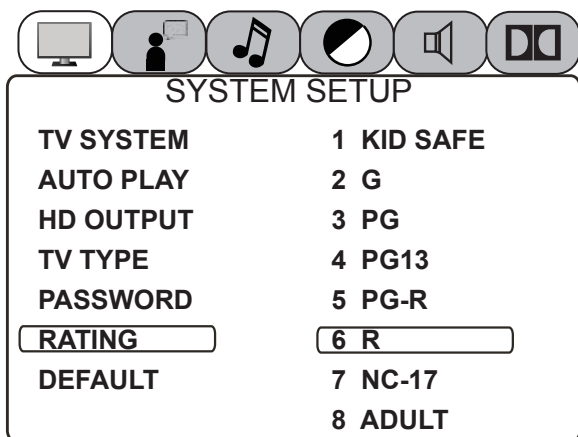 SYSTEM SETUP
TV SYSTEM 1 KID SAFE
AUTO PLAY 2 G
HD OUTPUT 3 PG
TV TYPE 4 PG13
PASSWORD 5 PG-R
RATING 6 R
DEFAULT 7 NC-17
8 ADULT